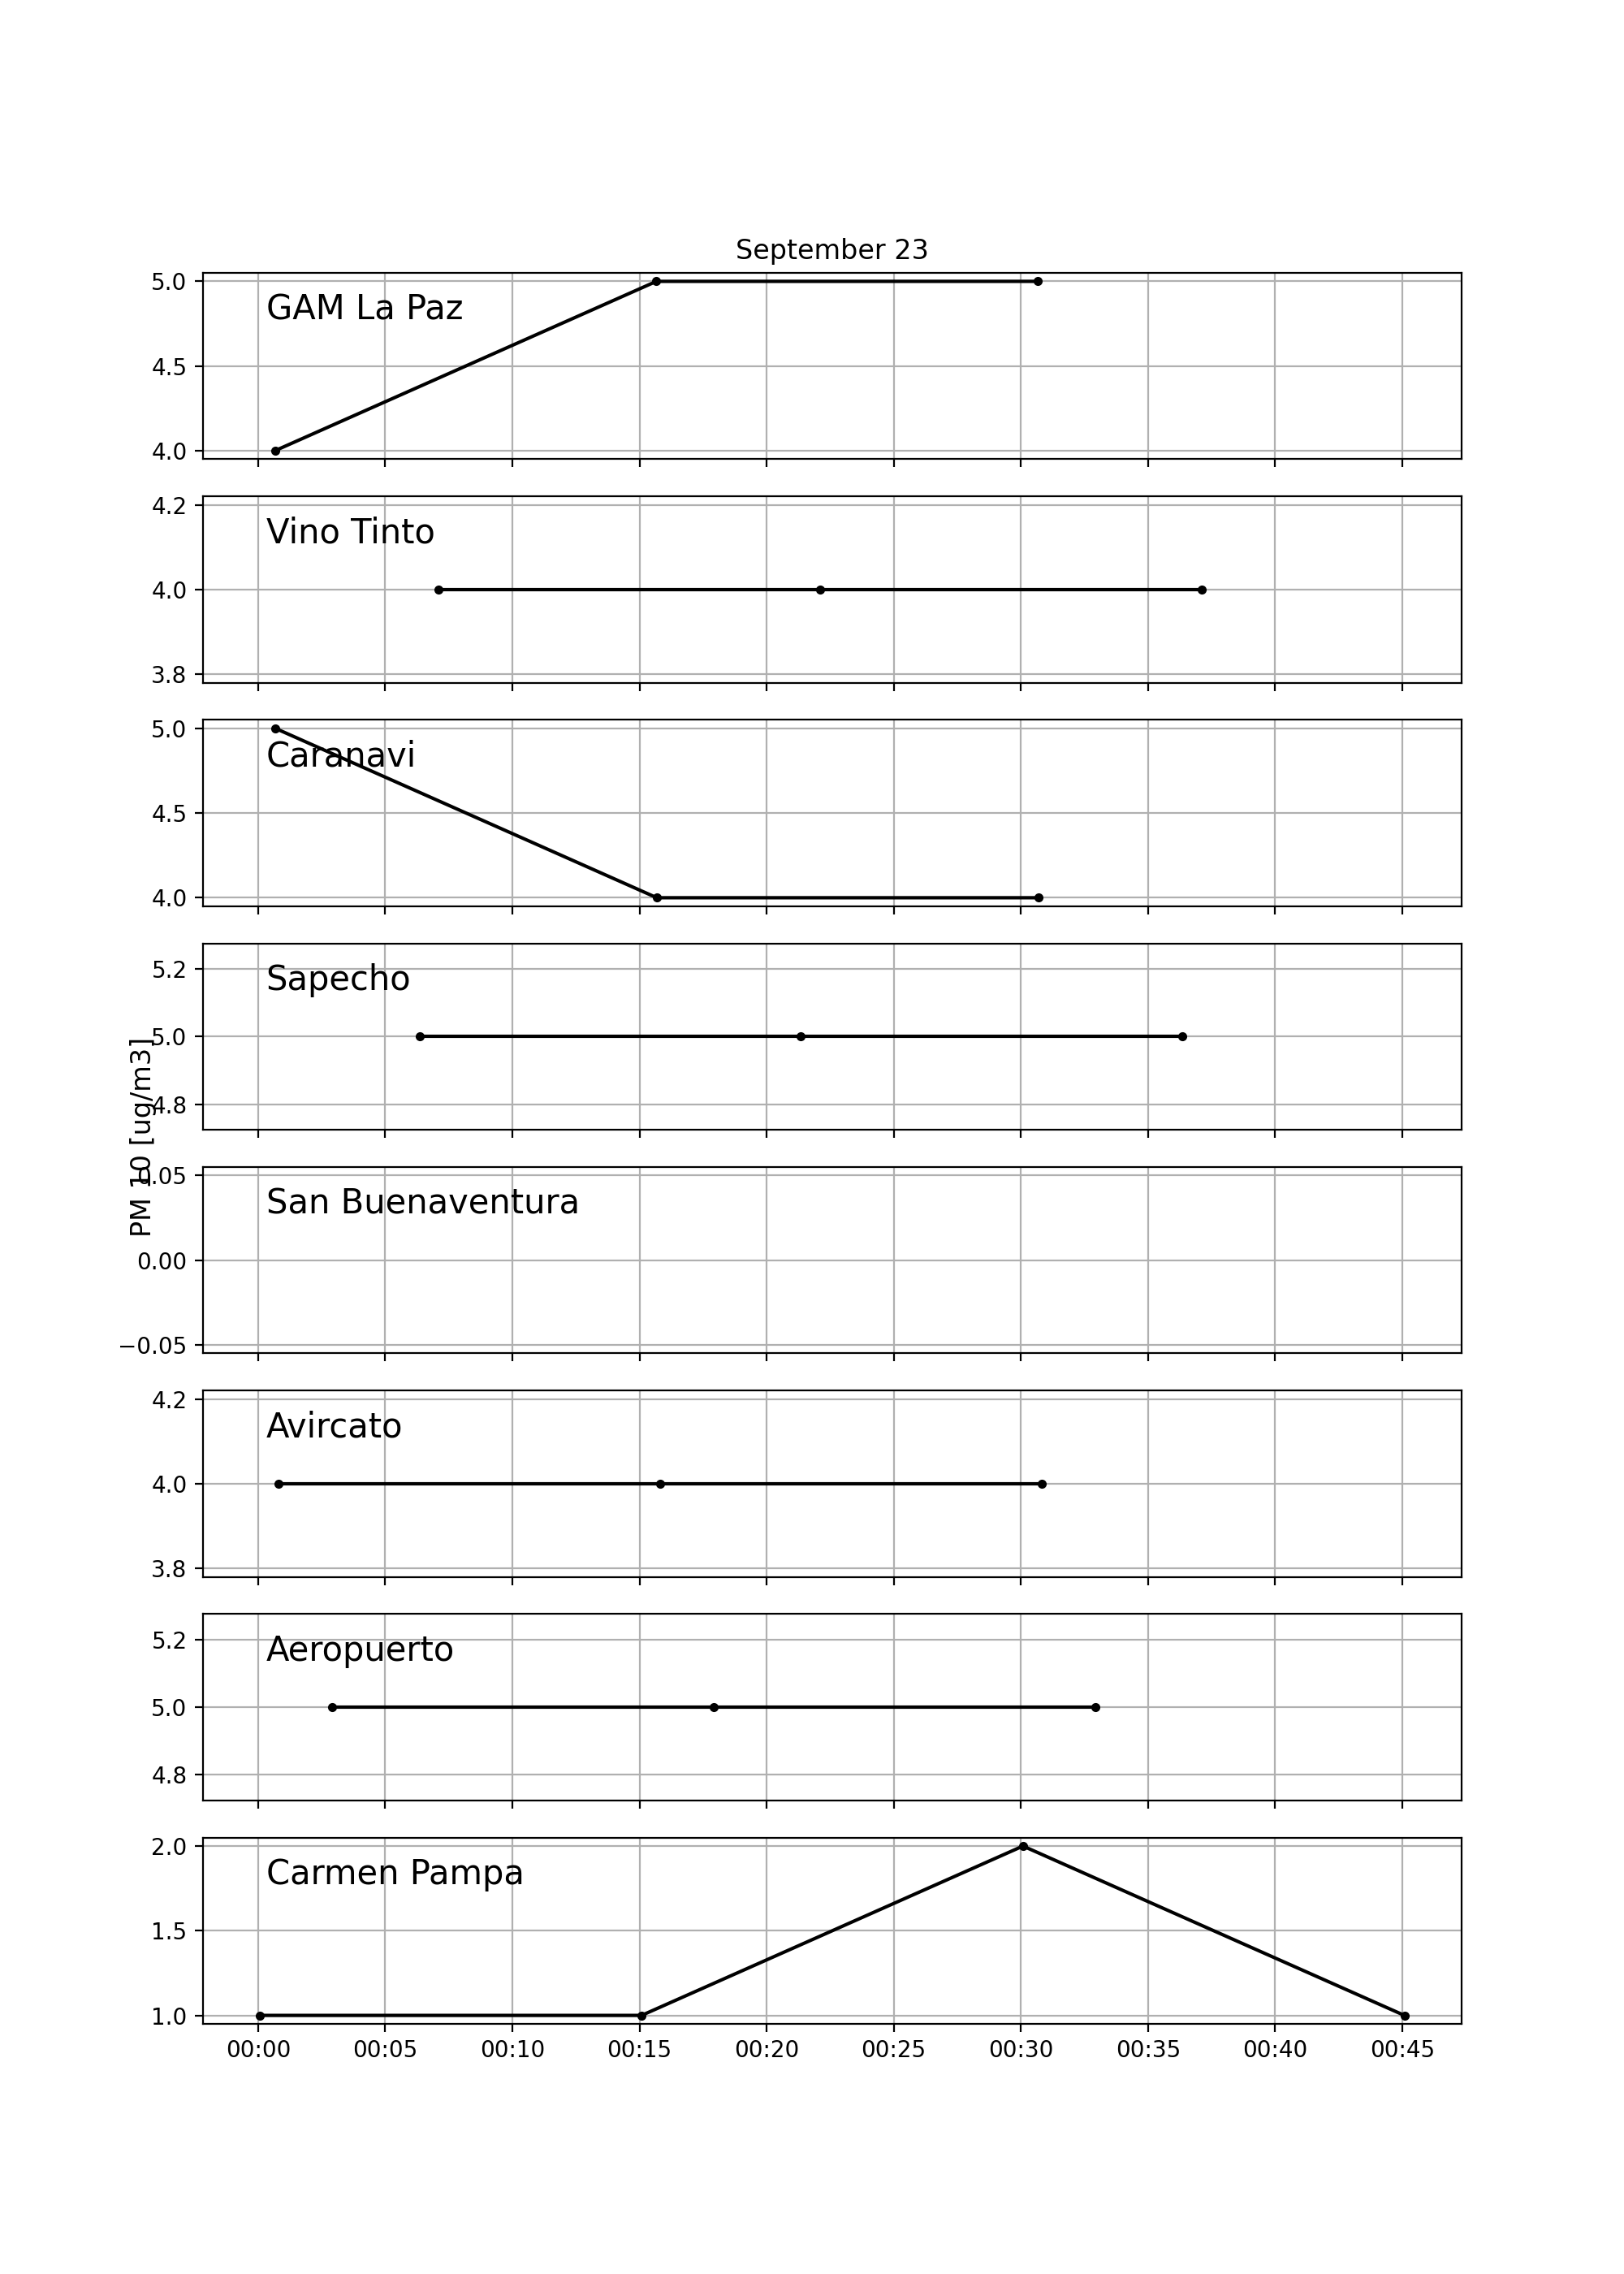 September 23
5.0
GAM La Paz
4.5
4.0
4.2
Vino Tinto
4.0
3.8
5.0
Caranavi
4.5
4.0
5.2
Sapecho
5.0
4.8
PM 10 [ug/m3]
0.05
San Buenaventura
0.00
−0.05
4.2
Avircato
4.0
3.8
5.2
Aeropuerto
5.0
4.8
2.0
Carmen Pampa
1.5
1.0
00:00 00:05 00:10 00:15 00:20 00:25 00:30 00:35 00:40 00:45